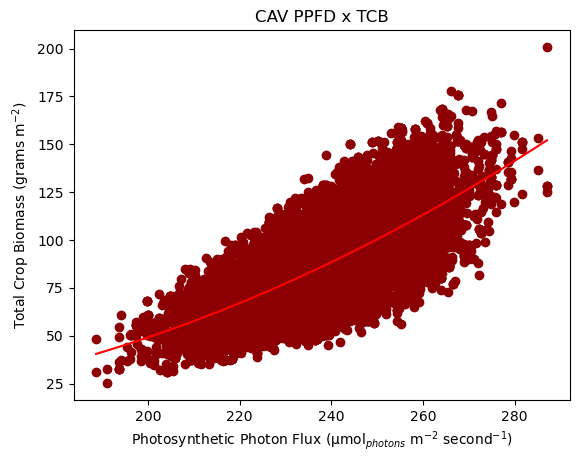 CAV PPFD x TCB
200
175
150
125
100
75
50
25
Total Crop Biomass (grams m⁻²)
200 220 240 260 280
Photosynthetic Photon Flux (μmol_photons m⁻² second⁻¹)